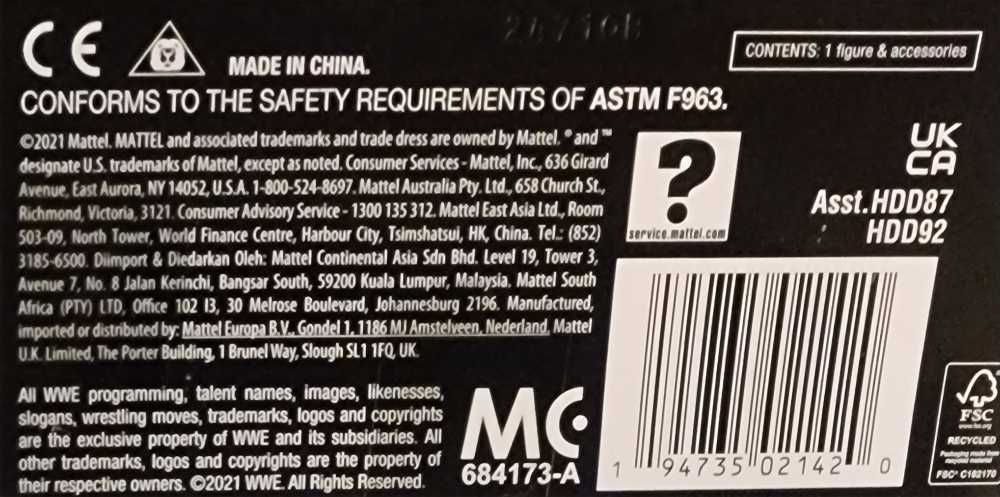 CE
MADE IN CHINA.
CONTENTS: 1 figure & accessories
CONFORMS TO THE SAFETY REQUIREMENTS OF ASTM F963.
©2021 Mattel. MATTEL and associated trademarks and trade dress are owned by Mattel. ® and ™
designate U.S. trademarks of Mattel, except as noted. Consumer Services - Mattel, Inc., 636 Girard
Avenue, East Aurora, NY 14052, U.S.A. 1-800-524-8697. Mattel Australia Pty. Ltd., 658 Church St.,
Richmond, Victoria, 3121. Consumer Advisory Service - 1300 135 312. Mattel East Asia Ltd., Room
503-09, North Tower, World Finance Centre, Harbour City, Tsimshatsui, HK, China. Tel.: (852)
3185-6500. Diimport & Diedarkan Oleh: Mattel Continental Asia Sdn Bhd. Level 19, Tower 3,
Avenue 7, No. 8 Jalan Kerinchi, Bangsar South, 59200 Kuala Lumpur, Malaysia. Mattel South
Africa (PTY) LTD, Office 102 I3, 30 Melrose Boulevard, Johannesburg 2196. Manufactured,
imported or distributed by: Mattel Europa B.V., Gondel 1, 1186 MJ Amstelveen, Nederland. Mattel
U.K. Limited, The Porter Building, 1 Brunel Way, Slough SL1 1FQ, UK.
?
service.mattel.com
UK
CA
Asst.HDD87
HDD92
All WWE programming, talent names, images, likenesses,
slogans, wrestling moves, trademarks, logos and copyrights
are the exclusive property of WWE and its subsidiaries. All
other trademarks, logos and copyrights are the property of
their respective owners. ©2021 WWE. All Rights Reserved.
MC
684173-A
1 94735 02142 0
FSC
www.fsc.org
RECYCLED
Packaging made from
recycled material
FSC® C162170